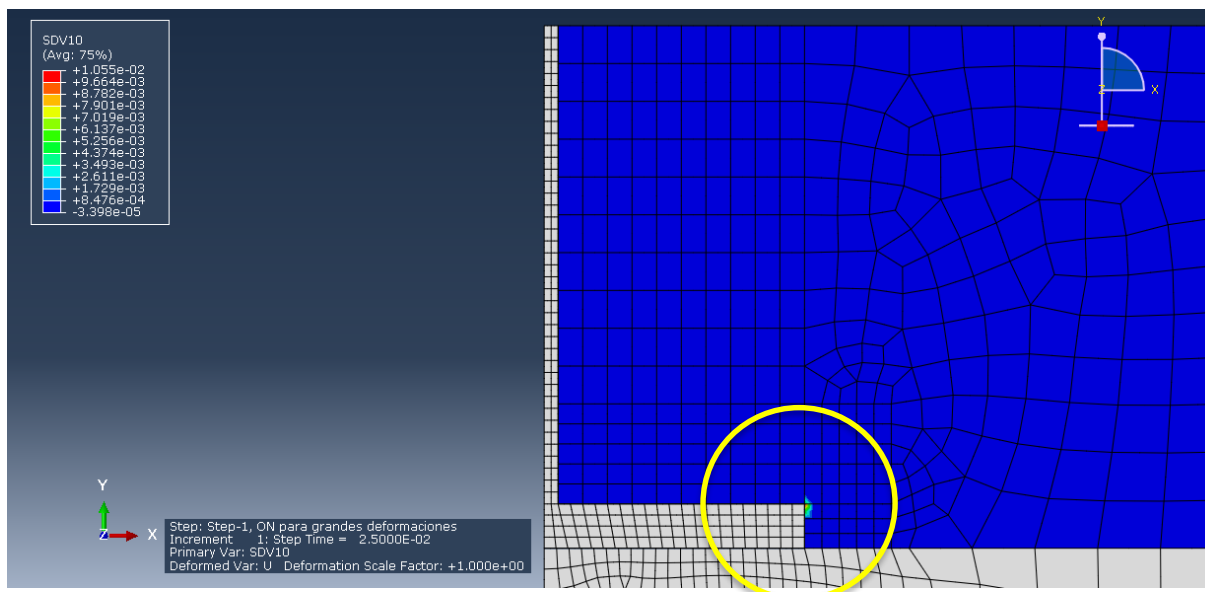 SDV10
(Avg: 75%)
+1.055e-02
+9.664e-03
+8.782e-03
+7.901e-03
+7.019e-03
+6.137e-03
+5.256e-03
+4.374e-03
+3.493e-03
+2.611e-03
+1.729e-03
+8.476e-04
-3.398e-05
Y
Z
X
Y
Z
X
Step: Step-1, ON para grandes deformaciones
Increment 1: Step Time = 2.5000E-02
Primary Var: SDV10
Deformed Var: U Deformation Scale Factor: +1.000e+00